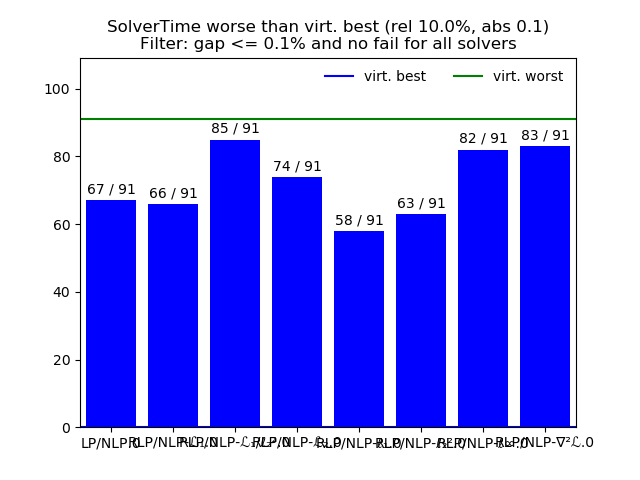 SolverTime worse than virt. best (rel 10.0%, abs 0.1)
Filter: gap <= 0.1% and no fail for all solvers
virt. best
virt. worst
100
80
60
40
20
0
67 / 91
66 / 91
85 / 91
74 / 91
58 / 91
63 / 91
82 / 91
83 / 91
LP/NLP.0